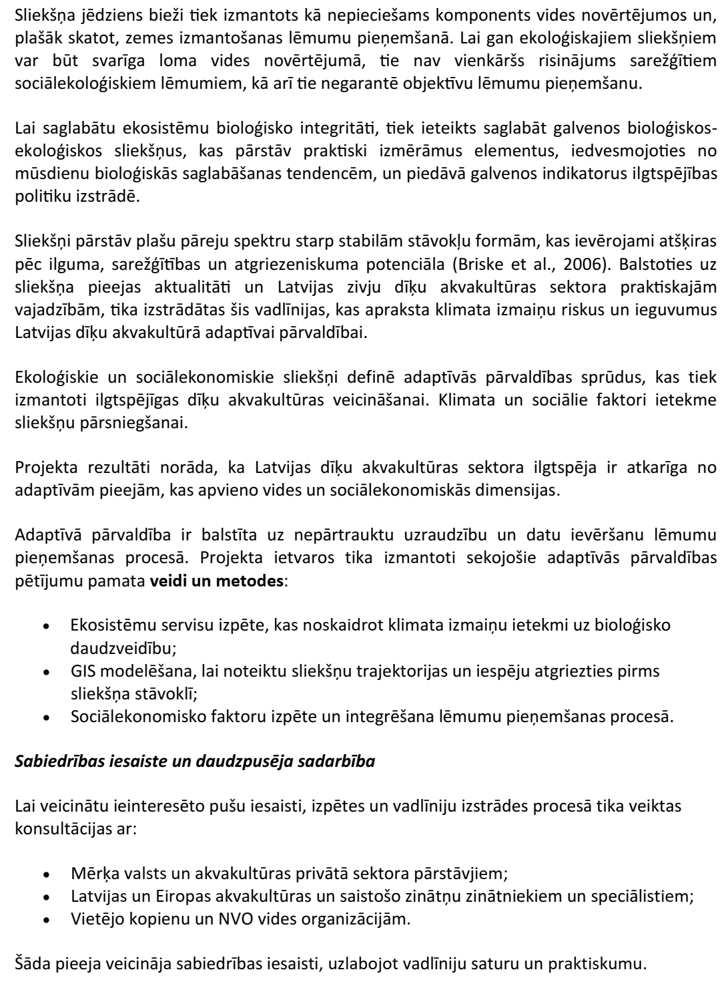 Sliekšņa jēdziens bieži tiek izmantots kā nepieciešams komponents vides novērtējumos un,
plašāk skatot, zemes izmantošanas lēmumu pieņemšanā. Lai gan ekoloģiskajiem sliekšņiem
var būt svarīga loma vides novērtējumā, tie nav vienkāršs risinājums sarežģītiem
sociālekoloģiskiem lēmumiem, kā arī tie negarantē objektīvu lēmumu pieņemšanu.
Lai saglabātu ekosistēmu bioloģisko integritāti, tiek ieteikts saglabāt galvenos bioloģiskos-
ekoloģiskos sliekšņus, kas pārstāv praktiski izmērāmus elementus, iedvesmojoties no
mūsdienu bioloģiskās saglabāšanas tendencēm, un piedāvā galvenos indikatorus ilgtspējības
politiku izstrādē.
Sliekšņi pārstāv plašu pāreju spektru starp stabilām stāvokļu formām, kas ievērojami atšķiras
pēc ilguma, sarežģītības un atgriezeniskuma potenciāla (Briske et al., 2006). Balstoties uz
sliekšņa pieejas aktualitāti un Latvijas zivju dīķu akvakultūras sektora praktiskajām
vajadzībām, tika izstrādātas šis vadlīnijas, kas apraksta klimata izmaiņu riskus un ieguvumus
Latvijas dīķu akvakultūrā adaptīvai pārvaldībai.
Ekoloģiskie un sociālekonomiskie sliekšņi definē adaptīvās pārvaldības sprūdus, kas tiek
izmantoti ilgtspējīgas dīķu akvakultūras veicināšanai. Klimata un sociālie faktori ietekme
sliekšņu pārsniegšanai.
Projekta rezultāti norāda, ka Latvijas dīķu akvakultūras sektora ilgtspēja ir atkarīga no
adaptīvām pieejām, kas apvieno vides un sociālekonomiskās dimensijas.
Adaptīvā pārvaldība ir balstīta uz nepārtrauktu uzraudzību un datu ievēršanu lēmumu
pieņemšanas procesā. Projekta ietvaros tika izmantoti sekojošie adaptīvās pārvaldības
pētījumu pamata veidi un metodes:
• Ekosistēmu servisu izpēte, kas noskaidrot klimata izmaiņu ietekmi uz bioloģisko
daudzveidību;
• GIS modelēšana, lai noteiktu sliekšņu trajektorijas un iespēju atgriezties pirms
sliekšņa stāvoklī;
• Sociālekonomisko faktoru izpēte un integrēšana lēmumu pieņemšanas procesā.
Sabiedrības iesaiste un daudzpusēja sadarbība
Lai veicinātu ieinteresēto pušu iesaisti, izpētes un vadlīniju izstrādes procesā tika veiktas
konsultācijas ar:
• Mērķa valsts un akvakultūras privātā sektora pārstāvjiem;
• Latvijas un Eiropas akvakultūras un saistošo zinātņu zinātniekiem un speciālistiem;
• Vietējo kopienu un NVO vides organizācijām.
Šāda pieeja veicināja sabiedrības iesaisti, uzlabojot vadlīniju saturu un praktiskumu.